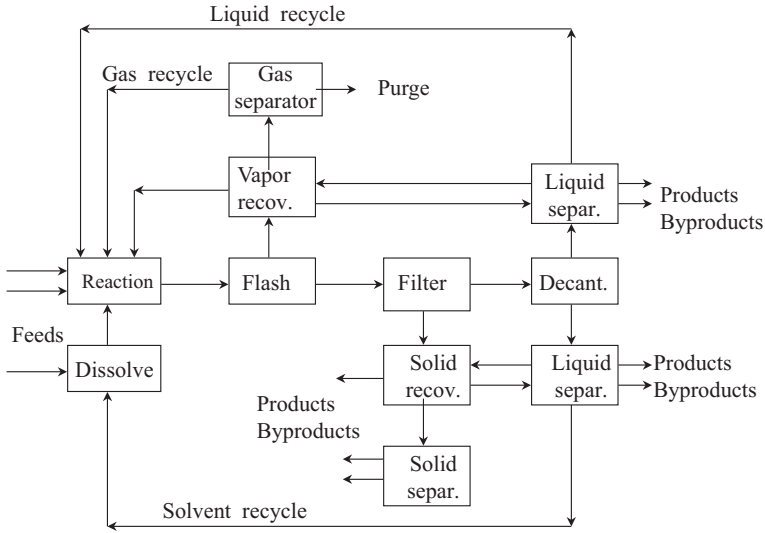 Liquid recycle
Gas recycle
Gas
separator
Purge
Vapor
recov.
Liquid
separ.
Products
Byproducts
Reaction
Flash
Filter
Decant.
Feeds
Dissolve
Solid
recov.
Liquid
separ.
Products
Byproducts
Products
Byproducts
Solid
separ.
Solvent recycle